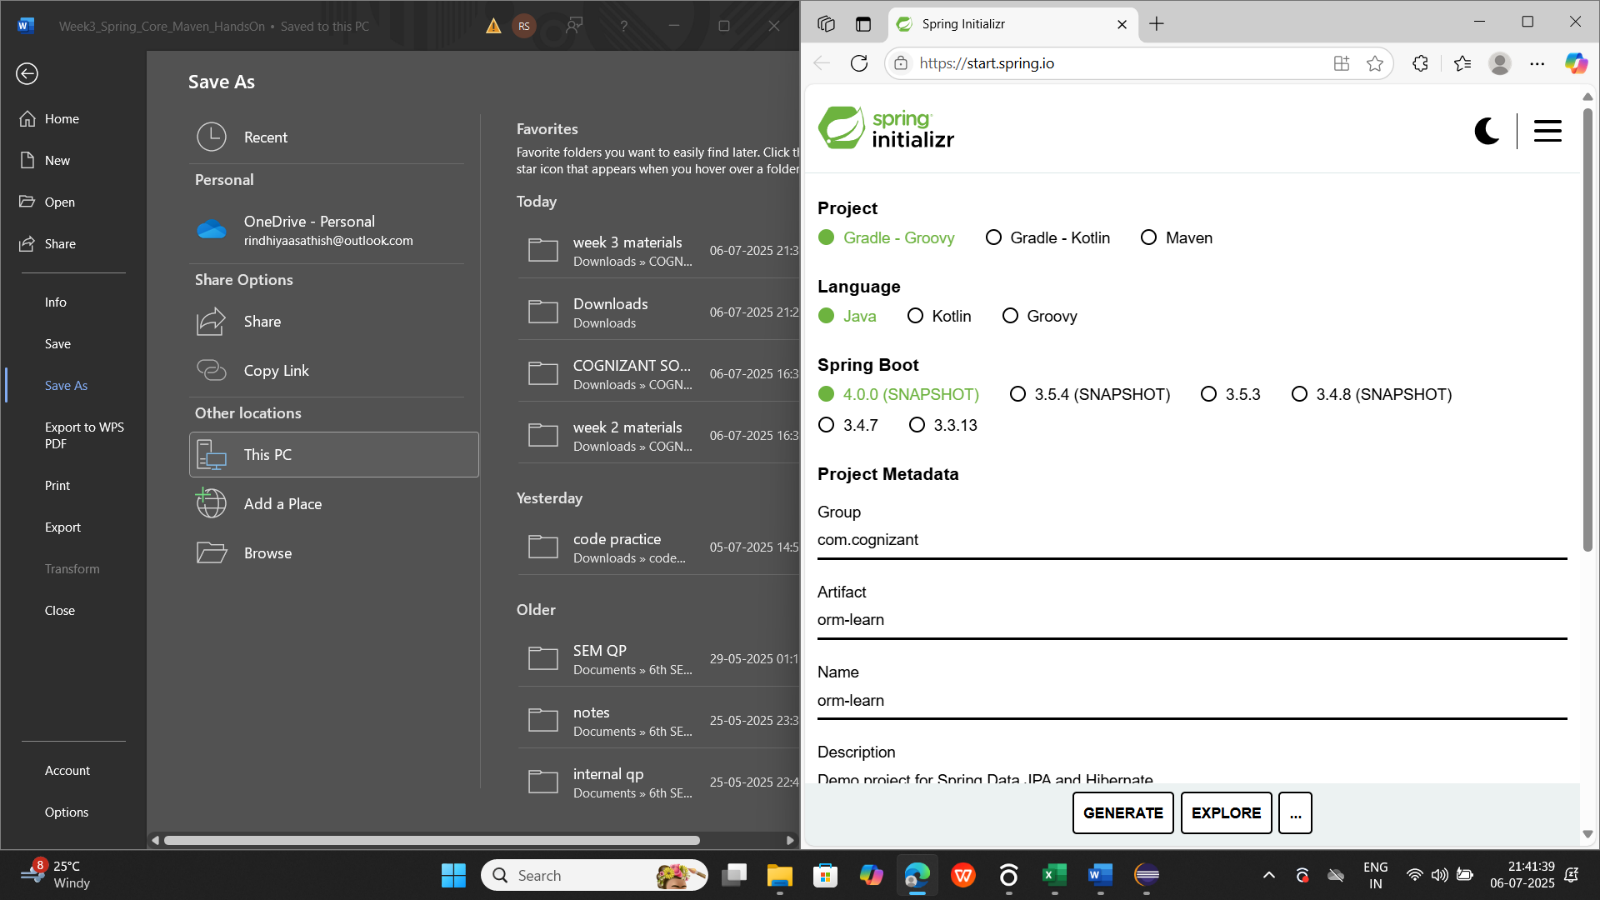 Week3_Spring_Core_Maven_HandsOn • Saved to this PC
RS
?
Save As
Home
New
Open
Share
Info
Save
Save As
Export to WPS
PDF
Print
Export
Transform
Close
Account
Options
Recent
Personal
OneDrive - Personal
rindhiyaasathish@outlook.com
Share Options
Share
Copy Link
Other locations
This PC
Add a Place
Browse
Favorites
Favorite folders you want to easily find later. Click th
star icon that appears when you hover over a folder
Today
week 3 materials
Downloads » COGN...
06-07-2025 21:3
Downloads
Downloads
06-07-2025 21:2
COGNIZANT SO...
Downloads » COGN...
06-07-2025 16:3
week 2 materials
Downloads » COGN...
06-07-2025 16:3
Yesterday
code practice
Downloads » code...
05-07-2025 14:5
Older
SEM QP
Documents » 6th SE...
29-05-2025 01:1
notes
Documents » 6th SE...
25-05-2025 23:3
internal qp
Documents » 6th SE...
25-05-2025 22:4
Spring Initializr
https://start.spring.io
spring
initializr
Project
Gradle - Groovy Gradle - Kotlin Maven
Language
Java Kotlin Groovy
Spring Boot
4.0.0 (SNAPSHOT) 3.5.4 (SNAPSHOT) 3.5.3 3.4.8 (SNAPSHOT)
3.4.7 3.3.13
Project Metadata
Group
com.cognizant
Artifact
orm-learn
Name
orm-learn
Description
Demo project for Spring Data JPA and Hibernate
GENERATE EXPLORE ...
8
25°C
Windy
Search
ENG
IN
21:41:39
06-07-2025